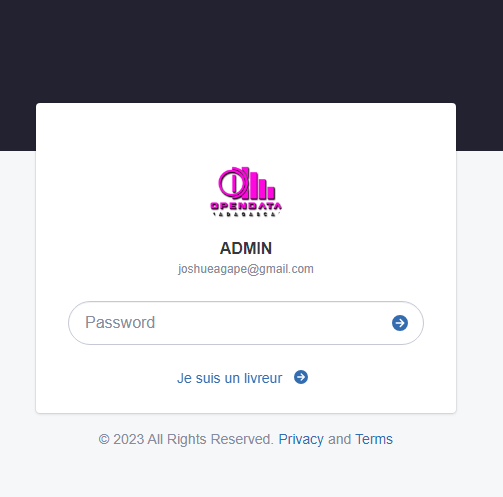 OPENDATA
ADMIN
joshueagape@gmail.com
Password
Je suis un livreur
© 2023 All Rights Reserved. Privacy and Terms